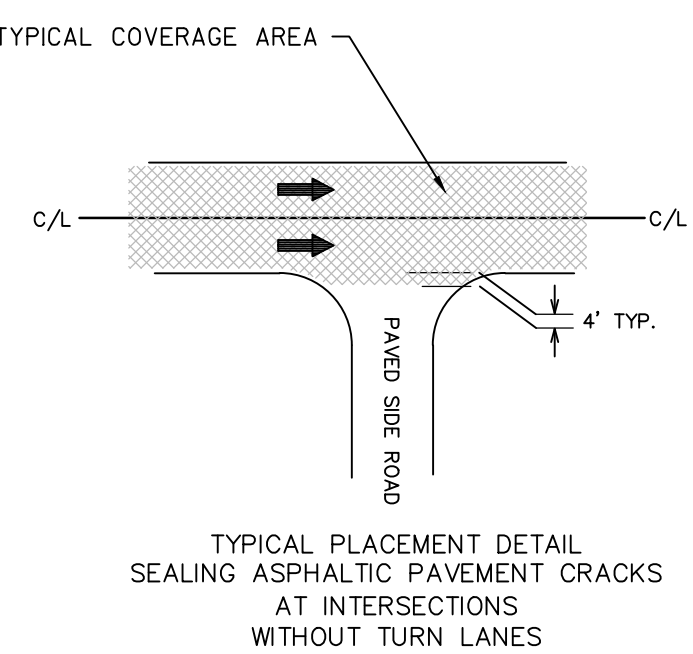 TYPICAL COVERAGE AREA
C/L
C/L
4' TYP.
PAVED SIDE ROAD
TYPICAL PLACEMENT DETAIL
SEALING ASPHALTIC PAVEMENT CRACKS
AT INTERSECTIONS
WITHOUT TURN LANES